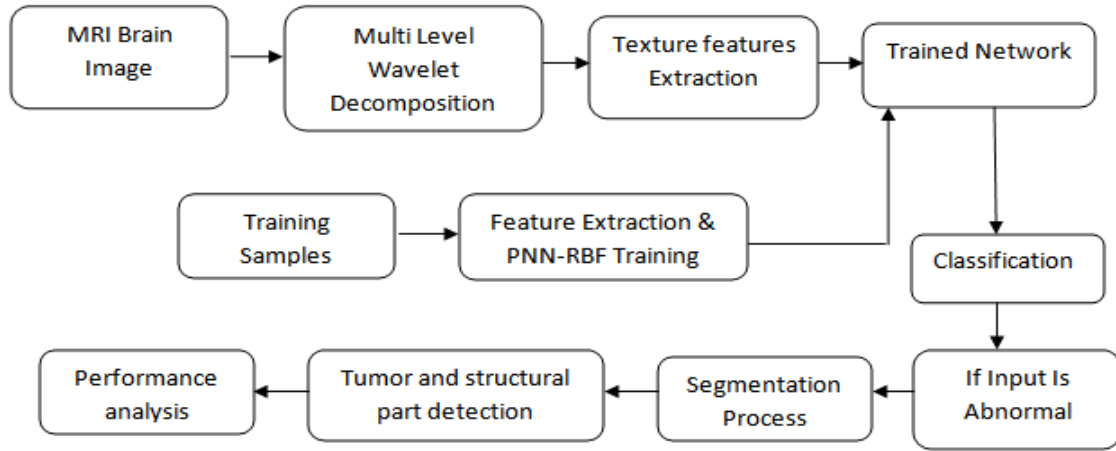 MRI Brain
Image
Multi Level
Wavelet
Decomposition
Texture features
Extraction
Trained Network
Training
Samples
Feature Extraction &
PNN-RBF Training
Classification
Performance
analysis
Tumor and structural
part detection
Segmentation
Process
If Input Is
Abnormal